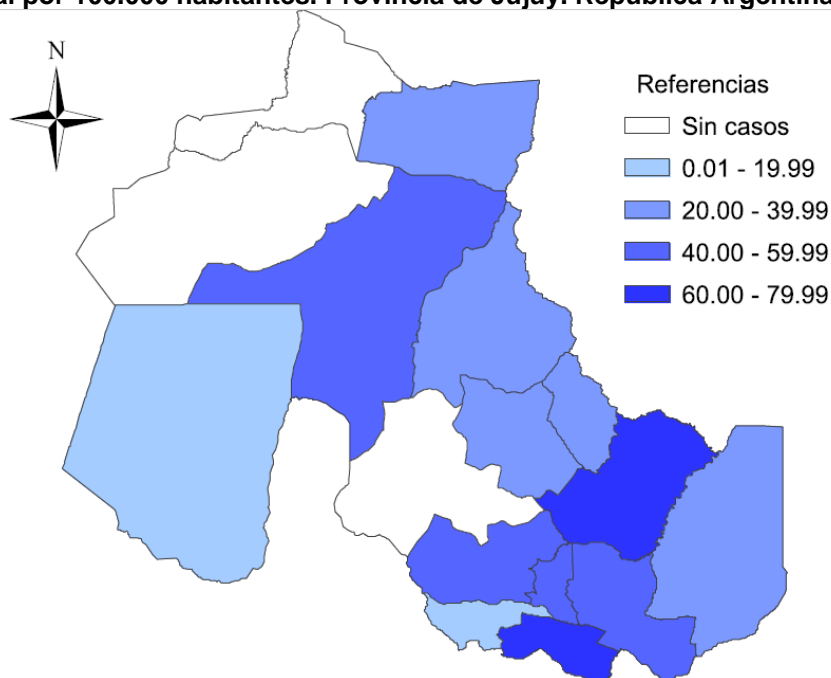 por 100.000 habitantes. Provincia de Jujuy. República Argentina
N
Referencias
Sin casos
0.01 - 19.99
20.00 - 39.99
40.00 - 59.99
60.00 - 79.99